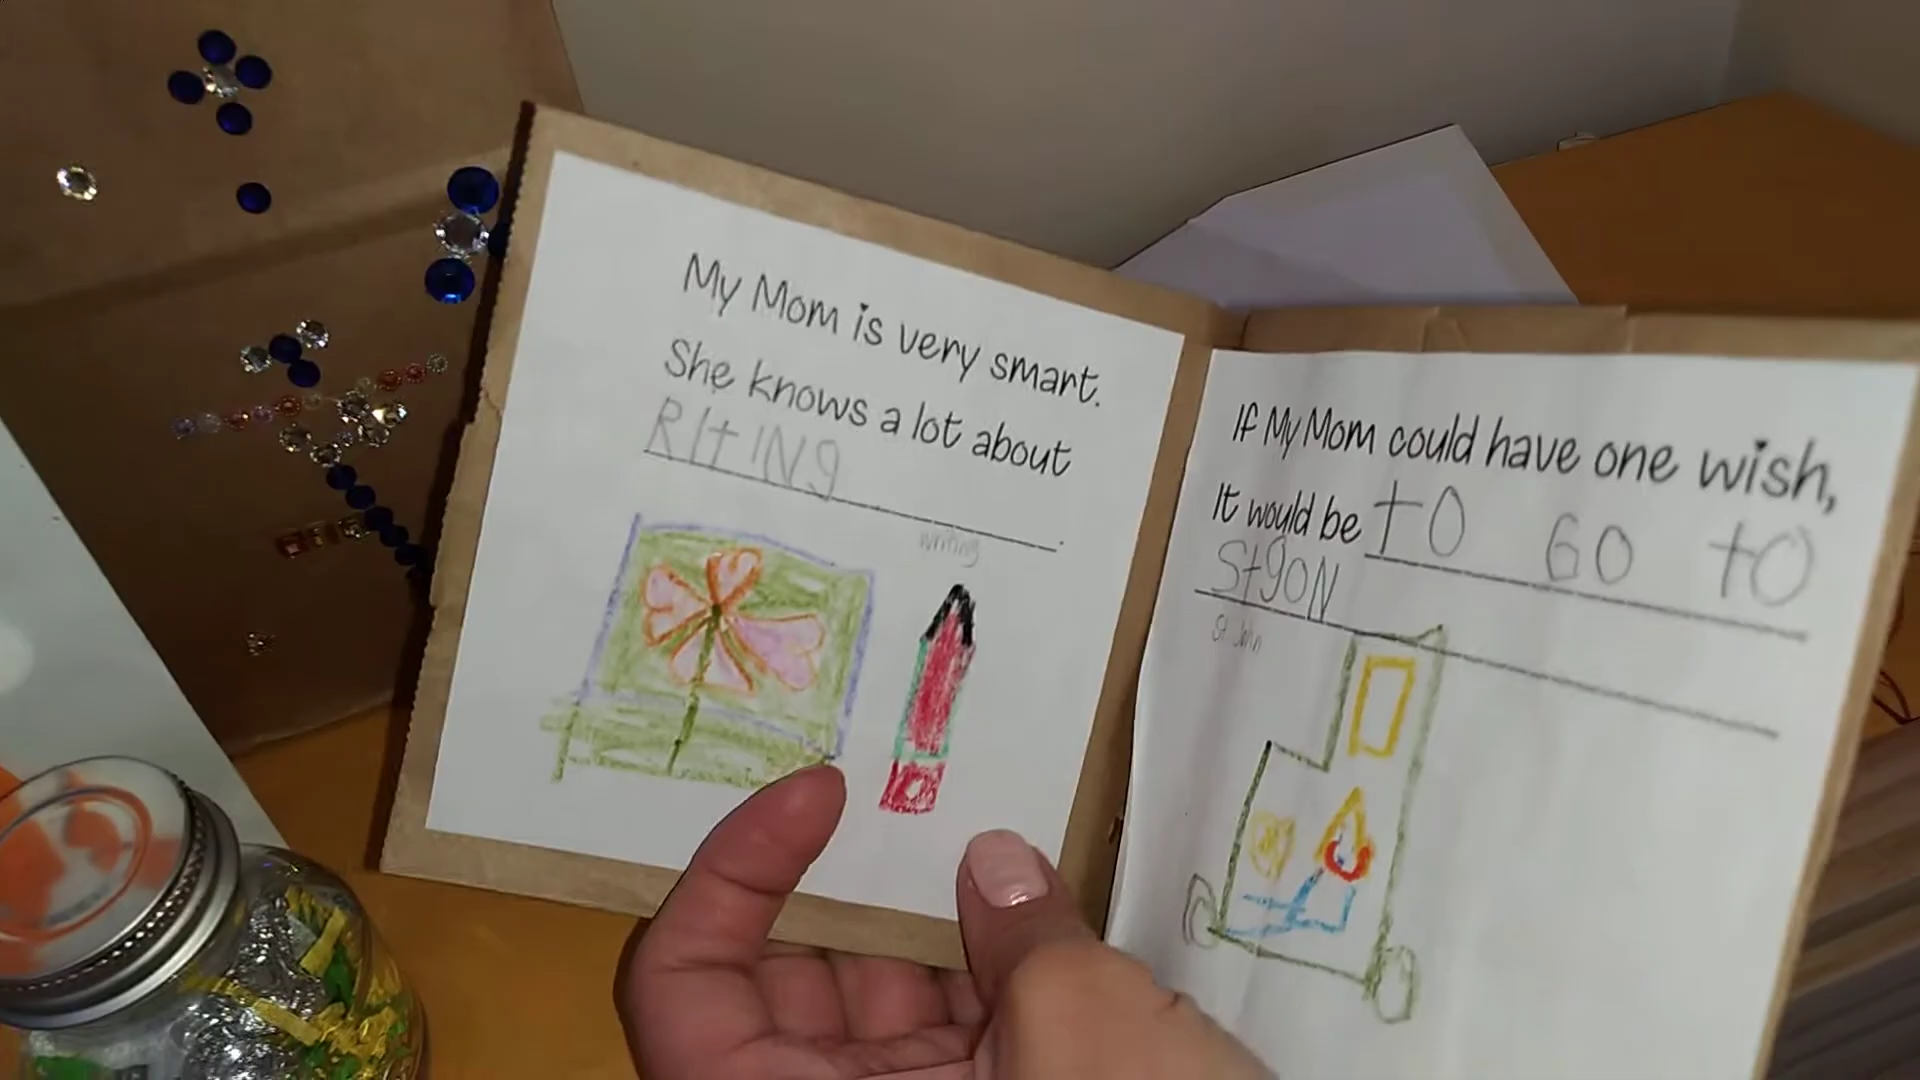 My Mom is very smart.
She knows a lot about
RItING
writing
If My Mom could have one wish,
It would be tO GO tO
StgON
St John